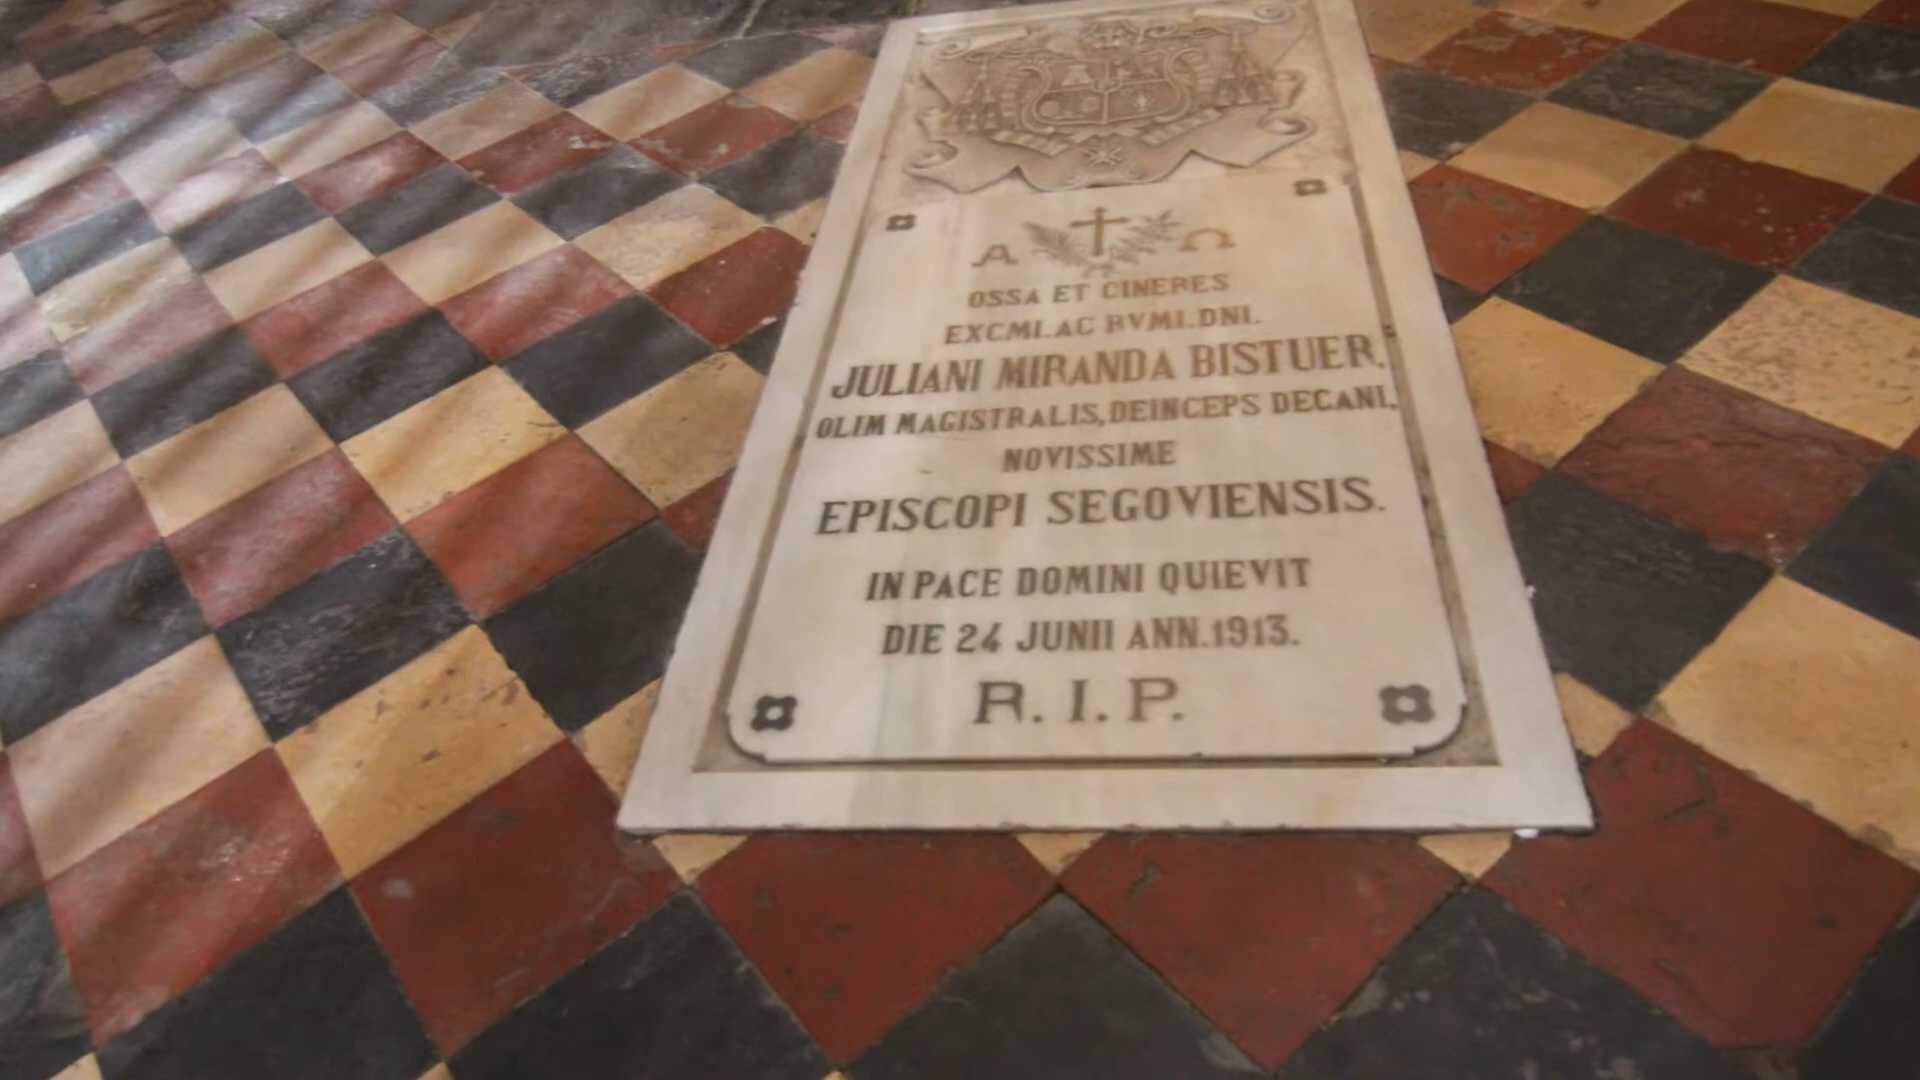 A Ω
OSSA ET CINERES
EXCMI. AC RVMI. DNI.
JULIANI MIRANDA BISTUER,
OLIM MAGISTRALIS, DEINCEPS DECANI,
NOVISSIME
EPISCOPI SEGOVIENSIS.
IN PACE DOMINI QUIEVIT
DIE 24 JUNII ANN. 1913.
R. I. P.